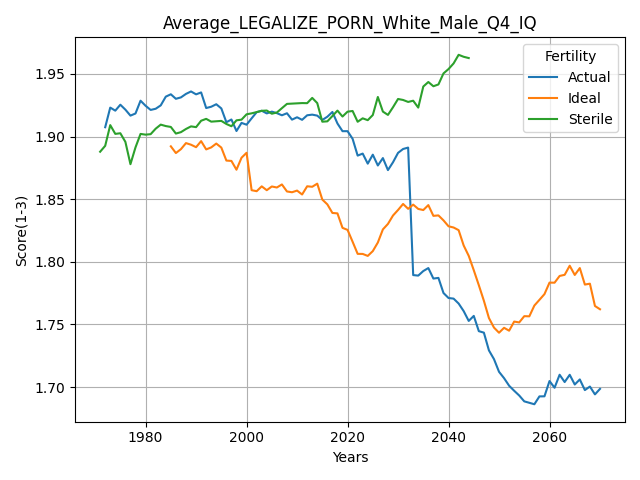 Average_LEGALIZE_PORN_White_Male_Q4_IQ
Fertility
Actual
Ideal
Sterile
Score(1-3)
1.95
1.90
1.85
1.80
1.75
1.70
1980
2000
2020
2040
2060
Years